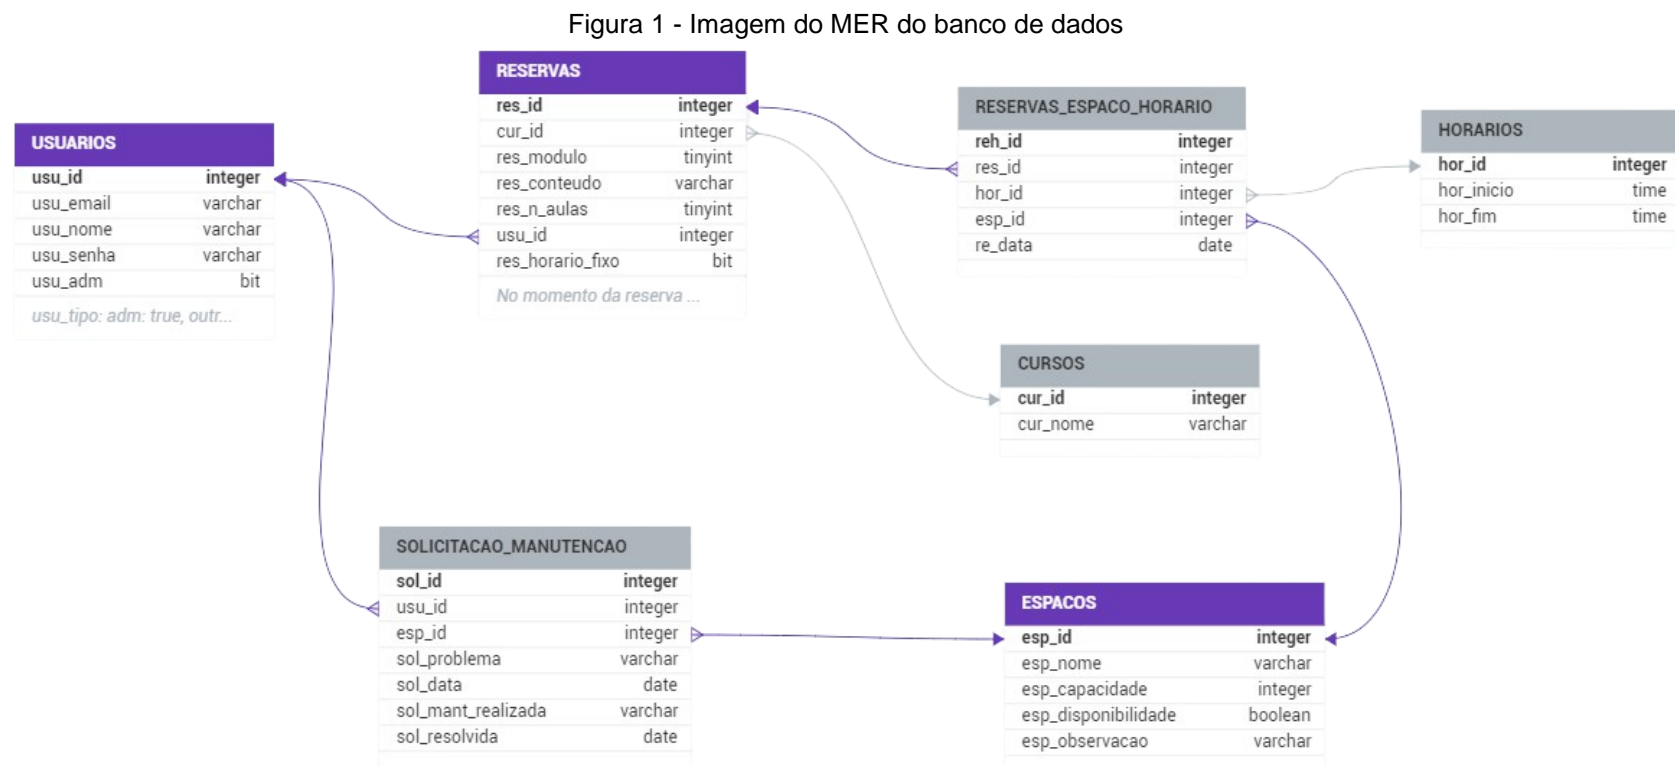 Figura 1 - Imagem do MER do banco de dados
USUARIOS
usu_id integer
usu_email varchar
usu_nome varchar
usu_senha varchar
usu_adm bit
usu_tipo: adm: true, outr...
RESERVAS
res_id integer
cur_id integer
res_modulo tinyint
res_conteudo varchar
res_n_aulas tinyint
usu_id integer
res_horario_fixo bit
No momento da reserva ...
RESERVAS_ESPACO_HORARIO
reh_id integer
res_id integer
hor_id integer
esp_id integer
re_data date
HORARIOS
hor_id integer
hor_inicio time
hor_fim time
CURSOS
cur_id integer
cur_nome varchar
SOLICITACAO_MANUTENCAO
sol_id integer
usu_id integer
esp_id integer
sol_problema varchar
sol_data date
sol_mant_realizada varchar
sol_resolvida date
ESPACOS
esp_id integer
esp_nome varchar
esp_capacidade integer
esp_disponibilidade boolean
esp_observacao varchar